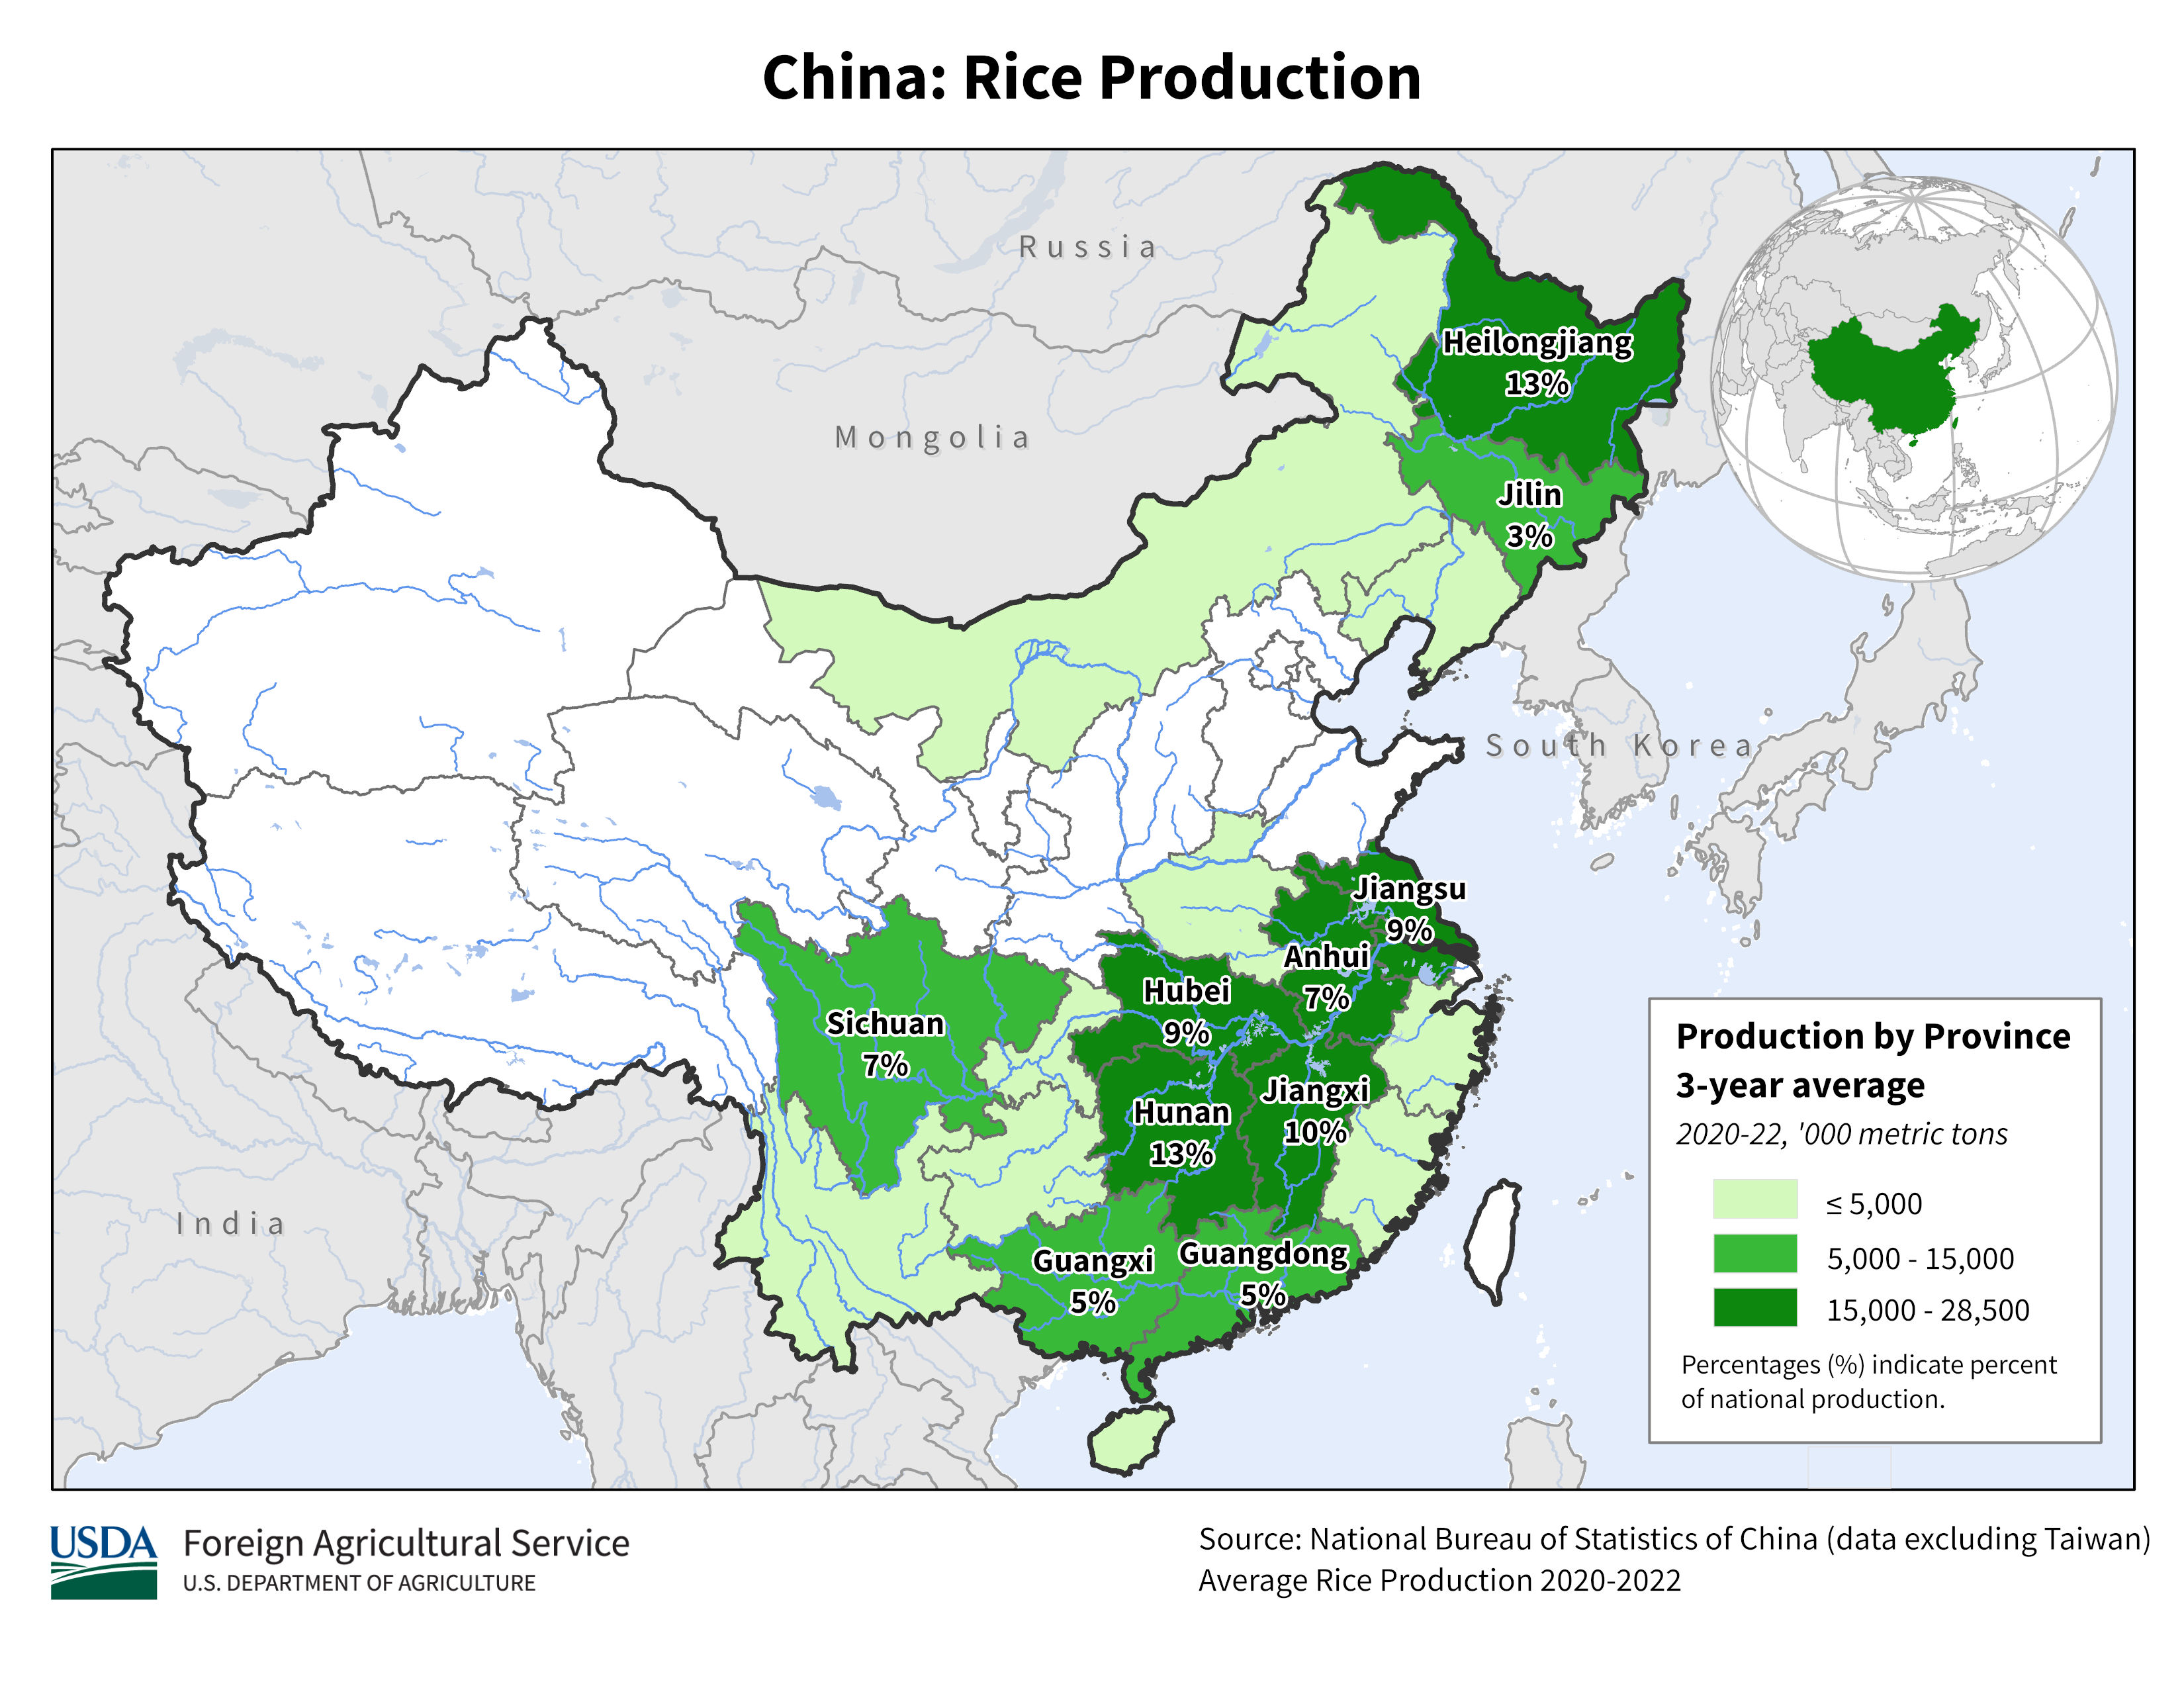 China: Rice Production
Russia
Mongolia
Heilongjiang
13%
Jilin
3%
South Korea
Jiangsu
9%
Anhui
7%
Hubei
9%
Sichuan
7%
Jiangxi
10%
Hunan
13%
India
Guangxi
5%
Guangdong
5%
Production by Province
3-year average
2020-22, '000 metric tons
≤ 5,000
5,000 - 15,000
15,000 - 28,500
Percentages (%) indicate percent
of national production.
USDA
Foreign Agricultural Service
U.S. DEPARTMENT OF AGRICULTURE
Source: National Bureau of Statistics of China (data excluding Taiwan)
Average Rice Production 2020-2022